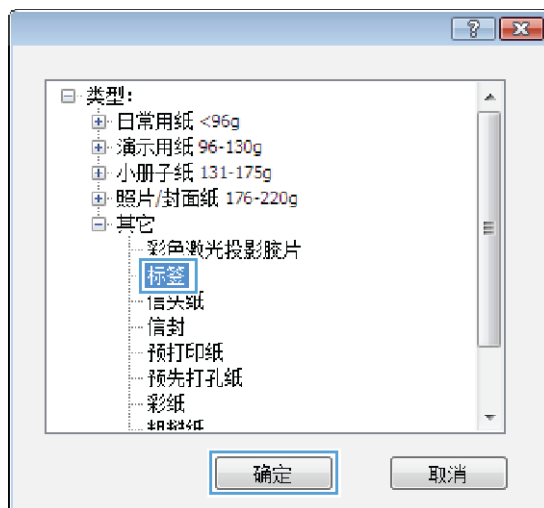 类型:
日常用纸 <96g
演示用纸 96-130g
小册子纸 131-175g
照片/封面纸 176-220g
其它
彩色激光投影胶片
标签
信头纸
信封
预打印纸
预先打孔纸
彩纸
粗糙纸
确定 取消